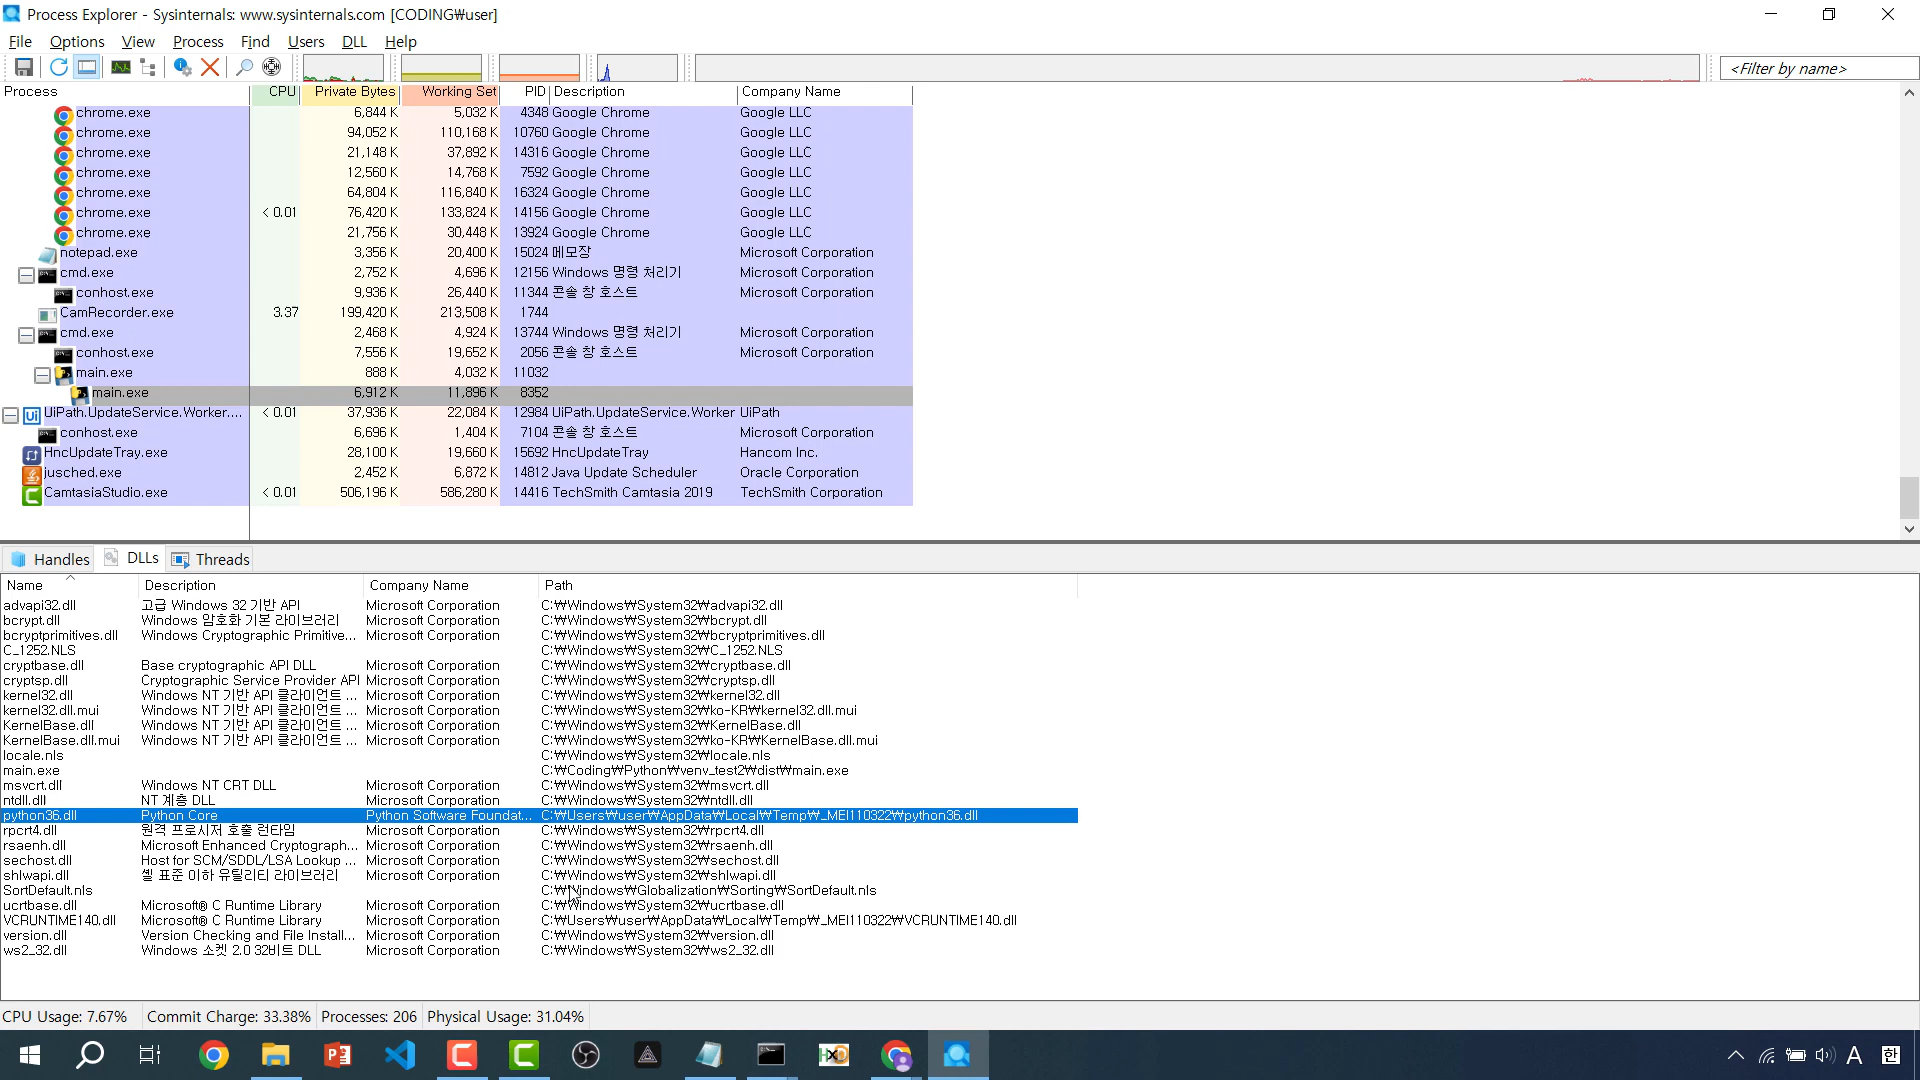 Process Explorer - Sysinternals: www.sysinternals.com [CODING₩user]
File Options View Process Find Users DLL Help
<Filter by name>
Process CPU Private Bytes Working Set PID Description Company Name
chrome.exe 6,844 K 5,032 K 4348 Google Chrome Google LLC
chrome.exe 94,052 K 110,168 K 10760 Google Chrome Google LLC
chrome.exe 21,148 K 37,892 K 14316 Google Chrome Google LLC
chrome.exe 12,560 K 14,768 K 7592 Google Chrome Google LLC
chrome.exe 64,804 K 116,840 K 16324 Google Chrome Google LLC
chrome.exe < 0.01 76,420 K 133,824 K 14156 Google Chrome Google LLC
chrome.exe 21,756 K 30,448 K 13924 Google Chrome Google LLC
notepad.exe 3,356 K 20,400 K 15024 메모장 Microsoft Corporation
cmd.exe 2,752 K 4,696 K 12156 Windows 명령 처리기 Microsoft Corporation
conhost.exe 9,936 K 26,440 K 11344 콘솔 창 호스트 Microsoft Corporation
CamRecorder.exe 3.37 199,420 K 213,508 K 1744
cmd.exe 2,468 K 4,924 K 13744 Windows 명령 처리기 Microsoft Corporation
conhost.exe 7,556 K 19,652 K 2056 콘솔 창 호스트 Microsoft Corporation
main.exe 888 K 4,032 K 11032
main.exe 6,912 K 11,896 K 8352
Ui UiPath.UpdateService.Worker.... < 0.01 37,936 K 22,084 K 12984 UiPath.UpdateService.Worker UiPath
conhost.exe 6,696 K 1,404 K 7104 콘솔 창 호스트 Microsoft Corporation
HncUpdateTray.exe 28,100 K 19,660 K 15692 HncUpdateTray Hancom Inc.
jusched.exe 2,452 K 6,872 K 14812 Java Update Scheduler Oracle Corporation
CamtasiaStudio.exe < 0.01 506,196 K 586,280 K 14416 TechSmith Camtasia 2019 TechSmith Corporation
Handles DLLs Threads
Name Description Company Name Path
advapi32.dll 고급 Windows 32 기반 API Microsoft Corporation C:₩Windows₩System32₩advapi32.dll
bcrypt.dll Windows 암호화 기본 라이브러리 Microsoft Corporation C:₩Windows₩System32₩bcrypt.dll
bcryptprimitives.dll Windows Cryptographic Primitive... Microsoft Corporation C:₩Windows₩System32₩bcryptprimitives.dll
C_1252.NLS C:₩Windows₩System32₩C_1252.NLS
cryptbase.dll Base cryptographic API DLL Microsoft Corporation C:₩Windows₩System32₩cryptbase.dll
cryptsp.dll Cryptographic Service Provider API Microsoft Corporation C:₩Windows₩System32₩cryptsp.dll
kernel32.dll Windows NT 기반 API 클라이언트 ... Microsoft Corporation C:₩Windows₩System32₩kernel32.dll
kernel32.dll.mui Windows NT 기반 API 클라이언트 ... Microsoft Corporation C:₩Windows₩System32₩ko-KR₩kernel32.dll.mui
KernelBase.dll Windows NT 기반 API 클라이언트 ... Microsoft Corporation C:₩Windows₩System32₩KernelBase.dll
KernelBase.dll.mui Windows NT 기반 API 클라이언트 ... Microsoft Corporation C:₩Windows₩System32₩ko-KR₩KernelBase.dll.mui
locale.nls C:₩Windows₩System32₩locale.nls
main.exe C:₩Coding₩Python₩venv_test2₩dist₩main.exe
msvcrt.dll Windows NT CRT DLL Microsoft Corporation C:₩Windows₩System32₩msvcrt.dll
ntdll.dll NT 계층 DLL Microsoft Corporation C:₩Windows₩System32₩ntdll.dll
python36.dll Python Core Python Software Foundat... C:₩Users₩user₩AppData₩Local₩Temp₩_MEI110322₩python36.dll
rpcrt4.dll 원격 프로시저 호출 런타임 Microsoft Corporation C:₩Windows₩System32₩rpcrt4.dll
rsaenh.dll Microsoft Enhanced Cryptograph... Microsoft Corporation C:₩Windows₩System32₩rsaenh.dll
sechost.dll Host for SCM/SDDL/LSA Lookup ... Microsoft Corporation C:₩Windows₩System32₩sechost.dll
shlwapi.dll 셸 표준 이하 유틸리티 라이브러리 Microsoft Corporation C:₩Windows₩System32₩shlwapi.dll
SortDefault.nls C:₩Windows₩Globalization₩Sorting₩SortDefault.nls
ucrtbase.dll Microsoft® C Runtime Library Microsoft Corporation C:₩Windows₩System32₩ucrtbase.dll
VCRUNTIME140.dll Microsoft® C Runtime Library Microsoft Corporation C:₩Users₩user₩AppData₩Local₩Temp₩_MEI110322₩VCRUNTIME140.dll
version.dll Version Checking and File Install... Microsoft Corporation C:₩Windows₩System32₩version.dll
ws2_32.dll Windows 소켓 2.0 32비트 DLL Microsoft Corporation C:₩Windows₩System32₩ws2_32.dll
CPU Usage: 7.67% Commit Charge: 33.38% Processes: 206 Physical Usage: 31.04%
A 한